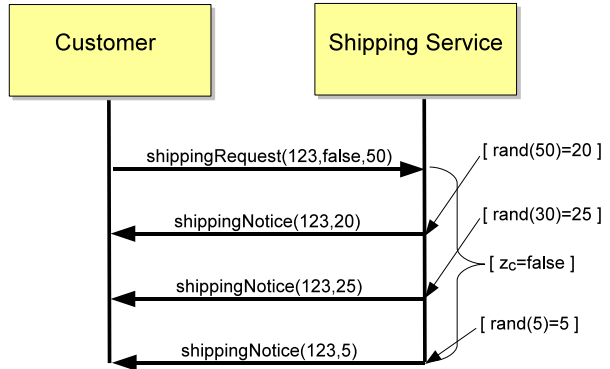 Customer
Shipping Service
shippingRequest(123,false,50)
[ rand(50)=20 ]
shippingNotice(123,20)
[ rand(30)=25 ]
[ zc=false ]
shippingNotice(123,25)
[ rand(5)=5 ]
shippingNotice(123,5)